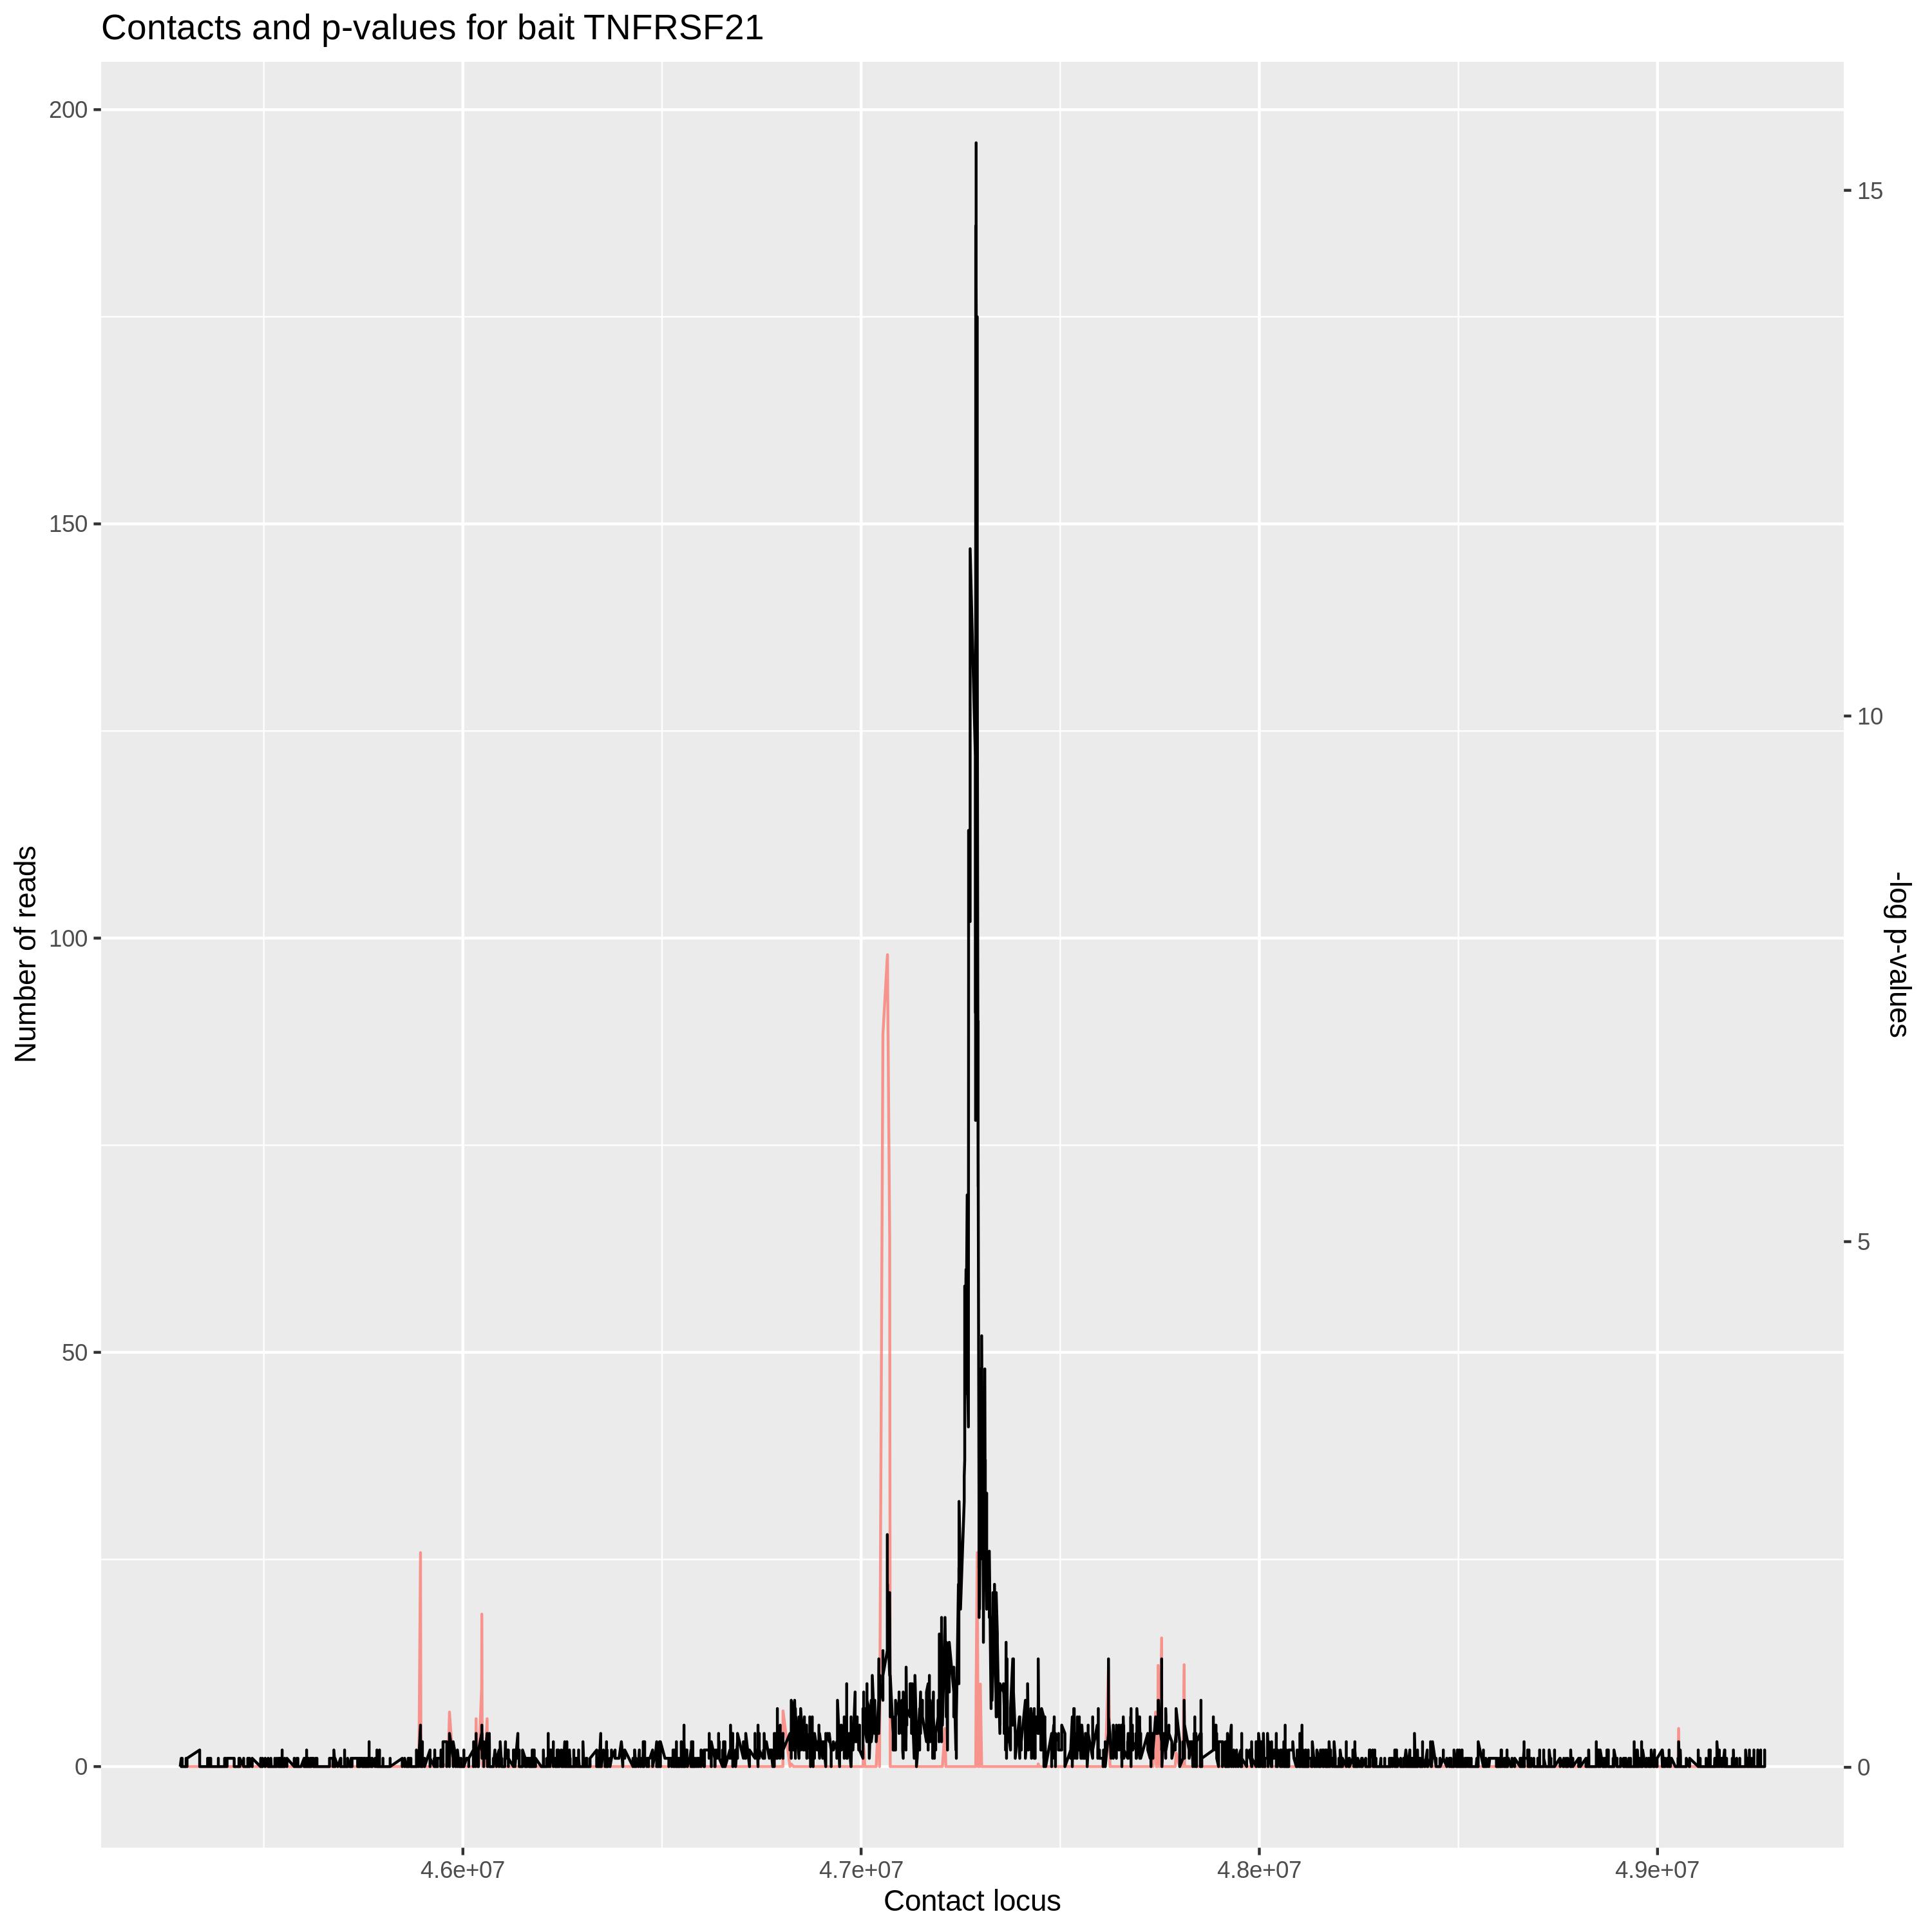 Contacts and p-values for bait TNFRSF21
200
150
100
50
0
Number of reads
15
10
5
0
-log p-values
4.6e+07
4.7e+07
4.8e+07
4.9e+07
Contact locus